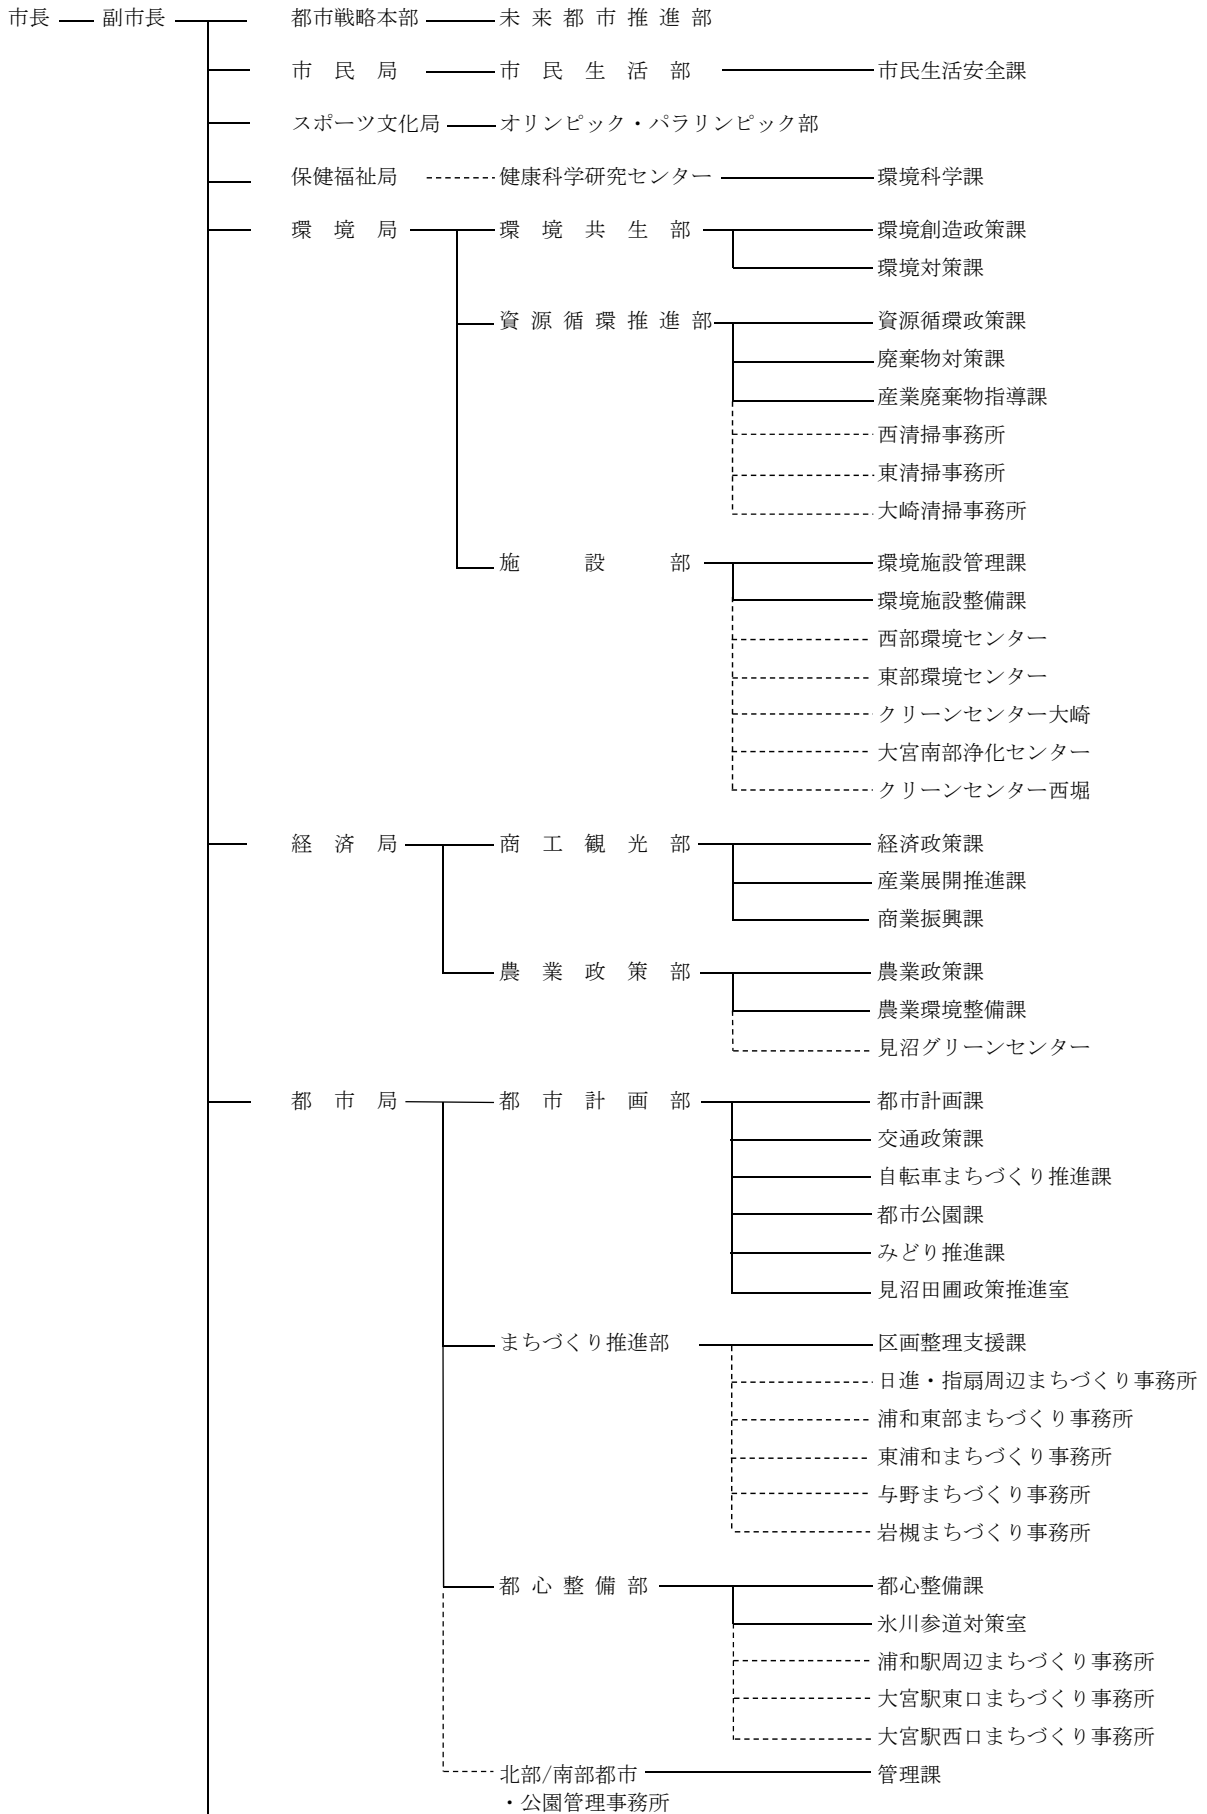 市長 副市長 都市戦略本部 未来都市推進部
市民局 市民生活部 市民生活安全課
スポーツ文化局 オリンピック・パラリンピック部
保健福祉局 健康科学研究センター 環境科学課
環境局 環境共生部 環境創造政策課
環境対策課
資源循環推進部 資源循環政策課
廃棄物対策課
産業廃棄物指導課
西清掃事務所
東清掃事務所
大崎清掃事務所
施設部 環境施設管理課
環境施設整備課
西部環境センター
東部環境センター
クリーンセンター大崎
大宮南部浄化センター
クリーンセンター西堀
経済局 商工観光部 経済政策課
産業展開推進課
商業振興課
農業政策部 農業政策課
農業環境整備課
見沼グリーンセンター
都市局 都市計画部 都市計画課
交通政策課
自転車まちづくり推進課
都市公園課
みどり推進課
見沼田圃政策推進室
まちづくり推進部 区画整理支援課
日進・指扇周辺まちづくり事務所
浦和東部まちづくり事務所
東浦和まちづくり事務所
与野まちづくり事務所
岩槻まちづくり事務所
都心整備部 都心整備課
氷川参道対策室
浦和駅周辺まちづくり事務所
大宮駅東口まちづくり事務所
大宮駅西口まちづくり事務所
北部/南部都市 管理課
・公園管理事務所